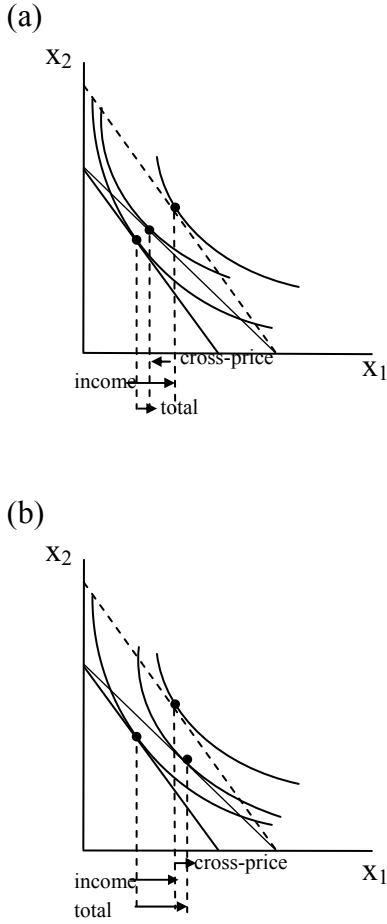 (a)
x2
cross-price
x1
income
total
(b)
x2
x1
cross-price
income
total